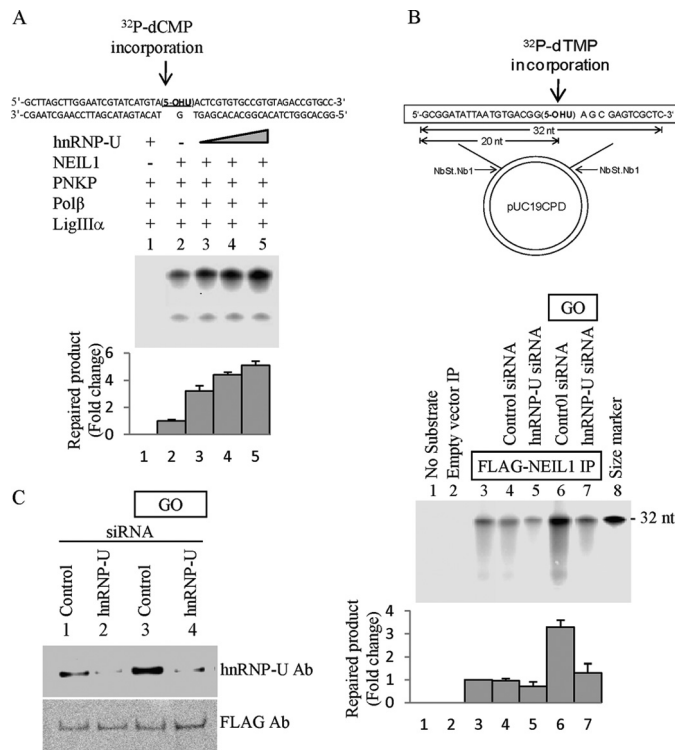 A
32P-dCMP
incorporation
5'-GCTTAGCTTGGAATCGTATCATGTA(5-OHU)ACTCGTGTGCCGTGTAGACCGTGCC-3'
3'-CGAATCGAACCTTAGCATAGTACAT G TGAGCACACGGCACATCTGGCACGG-5'
hnRNP-U + -
NEIL1 - + + + +
PNKP + + + + +
Polβ + + + + +
LigIIIα + + + + +
1 2 3 4 5
Repaired product
(Fold change)
6
4
2
0
1 2 3 4 5
B
32P-dTMP
incorporation
5'-GCGGATATTAATGTGACGG(5-OHU) A G C GAGTCGCTC-3'
32 nt
20 nt
NbSt.Nb1
NbSt.Nb1
pUC19CPD
GO
No Substrate
Empty vector IP
Control siRNA
hnRNP-U siRNA
Contr0l siRNA
hnRNP-U siRNA
Size marker
FLAG-NEIL1 IP
1 2 3 4 5 6 7 8
- 32 nt
Repaired product
(Fold change)
4
3
2
1
0
1 2 3 4 5 6 7
C
GO
siRNA
Control
hnRNP-U
Control
hnRNP-U
1 2 3 4
hnRNP-U Ab
FLAG Ab